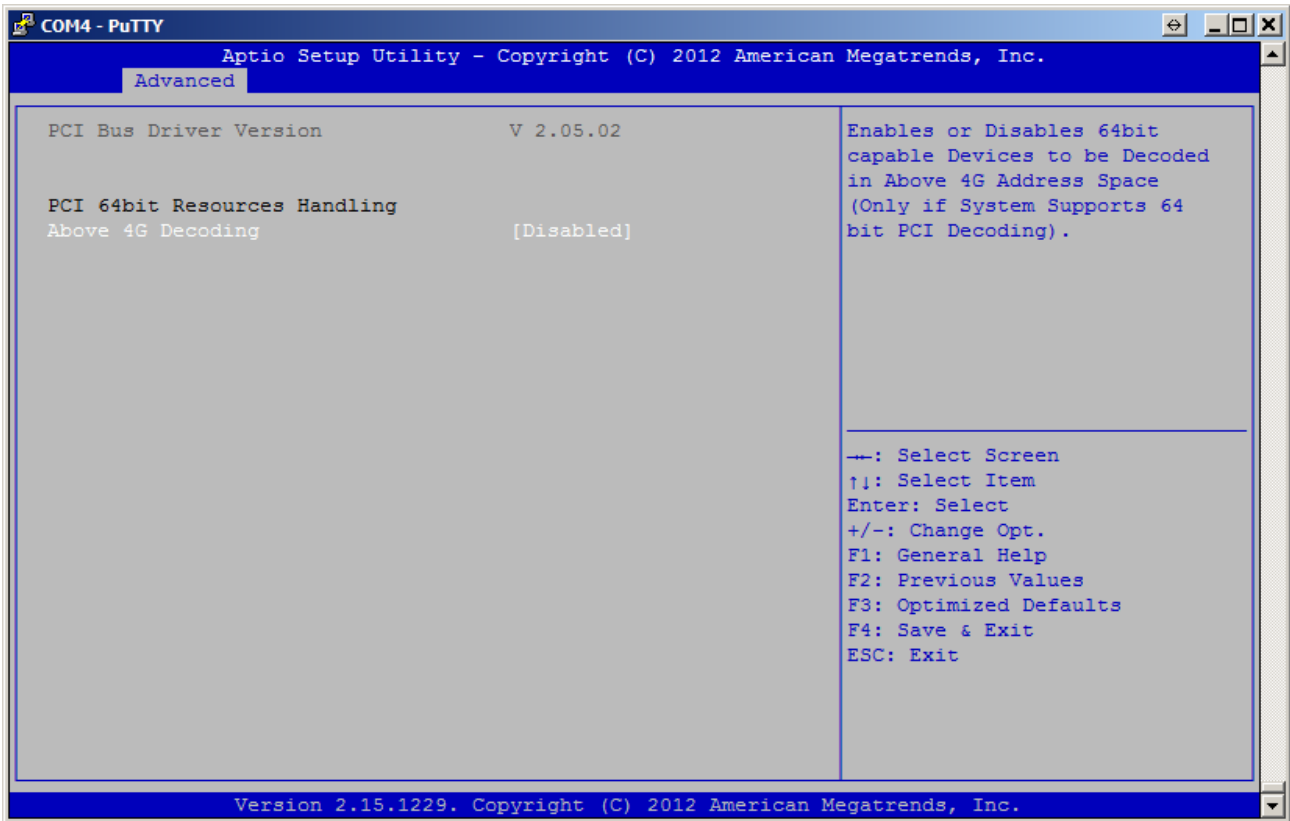 COM4 - PuTTY
Aptio Setup Utility - Copyright (C) 2012 American Megatrends, Inc.
Advanced
PCI Bus Driver Version V 2.05.02
PCI 64bit Resources Handling
Above 4G Decoding [Disabled]
Enables or Disables 64bit
capable Devices to be Decoded
in Above 4G Address Space
(Only if System Supports 64
bit PCI Decoding).
→←: Select Screen
↑↓: Select Item
Enter: Select
+/-: Change Opt.
F1: General Help
F2: Previous Values
F3: Optimized Defaults
F4: Save & Exit
ESC: Exit
Version 2.15.1229. Copyright (C) 2012 American Megatrends, Inc.